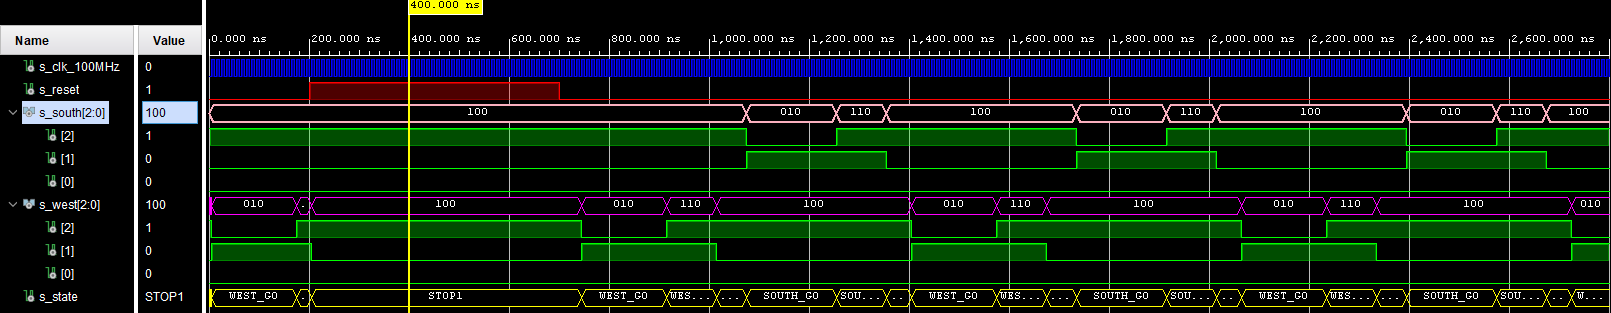 400.000 ns
Name Value
0.000 ns 200.000 ns 400.000 ns 600.000 ns 800.000 ns 1,000.000 ns 1,200.000 ns 1,400.000 ns 1,600.000 ns 1,800.000 ns 2,000.000 ns 2,200.000 ns 2,400.000 ns 2,600.000 ns
s_clk_100MHz 0
s_reset 1
s_south[2:0] 100 100 010 110 100 010 110 100 010 110 100
[2] 1
[1] 0
[0] 0
s_west[2:0] 100 010 . 100 010 110 100 010 110 100 010 110 100 010
[2] 1
[1] 0
[0] 0
s_state STOP1 WEST_GO . STOP1 WEST_GO WES... ... SOUTH_GO SOU... .. WEST_GO WES... ... SOUTH_GO SOU... .. WEST_GO WES... ... SOUTH_GO SOU... .. W...